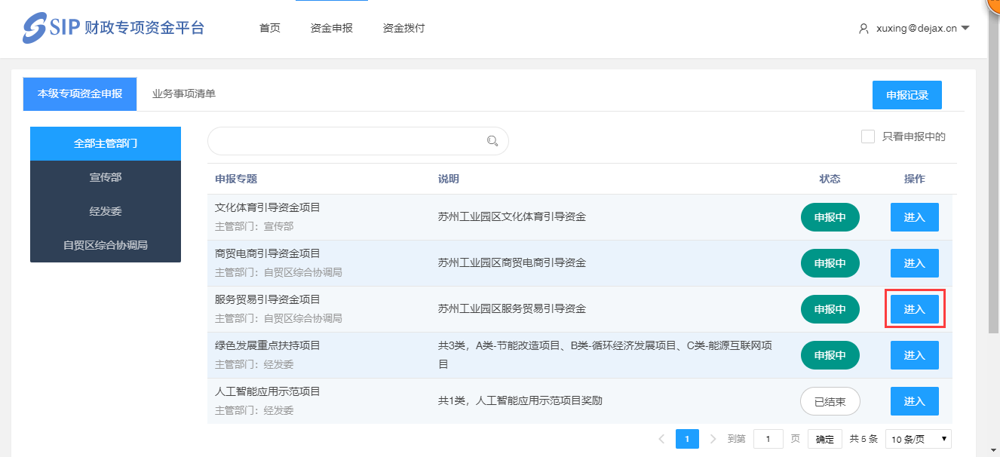 SIP 财政专项资金平台
首页 资金申报 资金拨付
xuxing@dejax.cn
本级专项资金申报 业务事项清单 申报记录
全部主管部门
宣传部
经发委
自贸区综合协调局
只看申报中的
申报专题 说明 状态 操作
文化体育引导资金项目
主管部门：宣传部
苏州工业园区文化体育引导资金 申报中 进入
商贸电商引导资金项目
主管部门：自贸区综合协调局
苏州工业园区商贸电商引导资金 申报中 进入
服务贸易引导资金项目
主管部门：自贸区综合协调局
苏州工业园区服务贸易引导资金 申报中 进入
绿色发展重点扶持项目
主管部门：经发委
共3类，A类-节能改造项目、B类-循环经济发展项目、C类-能源互联网项
目
申报中 进入
人工智能应用示范项目
主管部门：经发委
共1类，人工智能应用示范项目奖励 已结束 进入
1 到第 1 页 确定 共 5 条 10 条/页